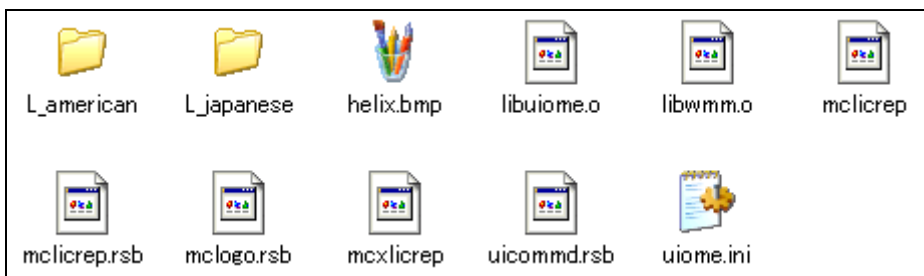 L_american L_japanese helix.bmp libuiome.o libwmm.o mclicrep
mclicrep.rsb mclogo.rsb mcxlicrep uicommd.rsb uiome.ini